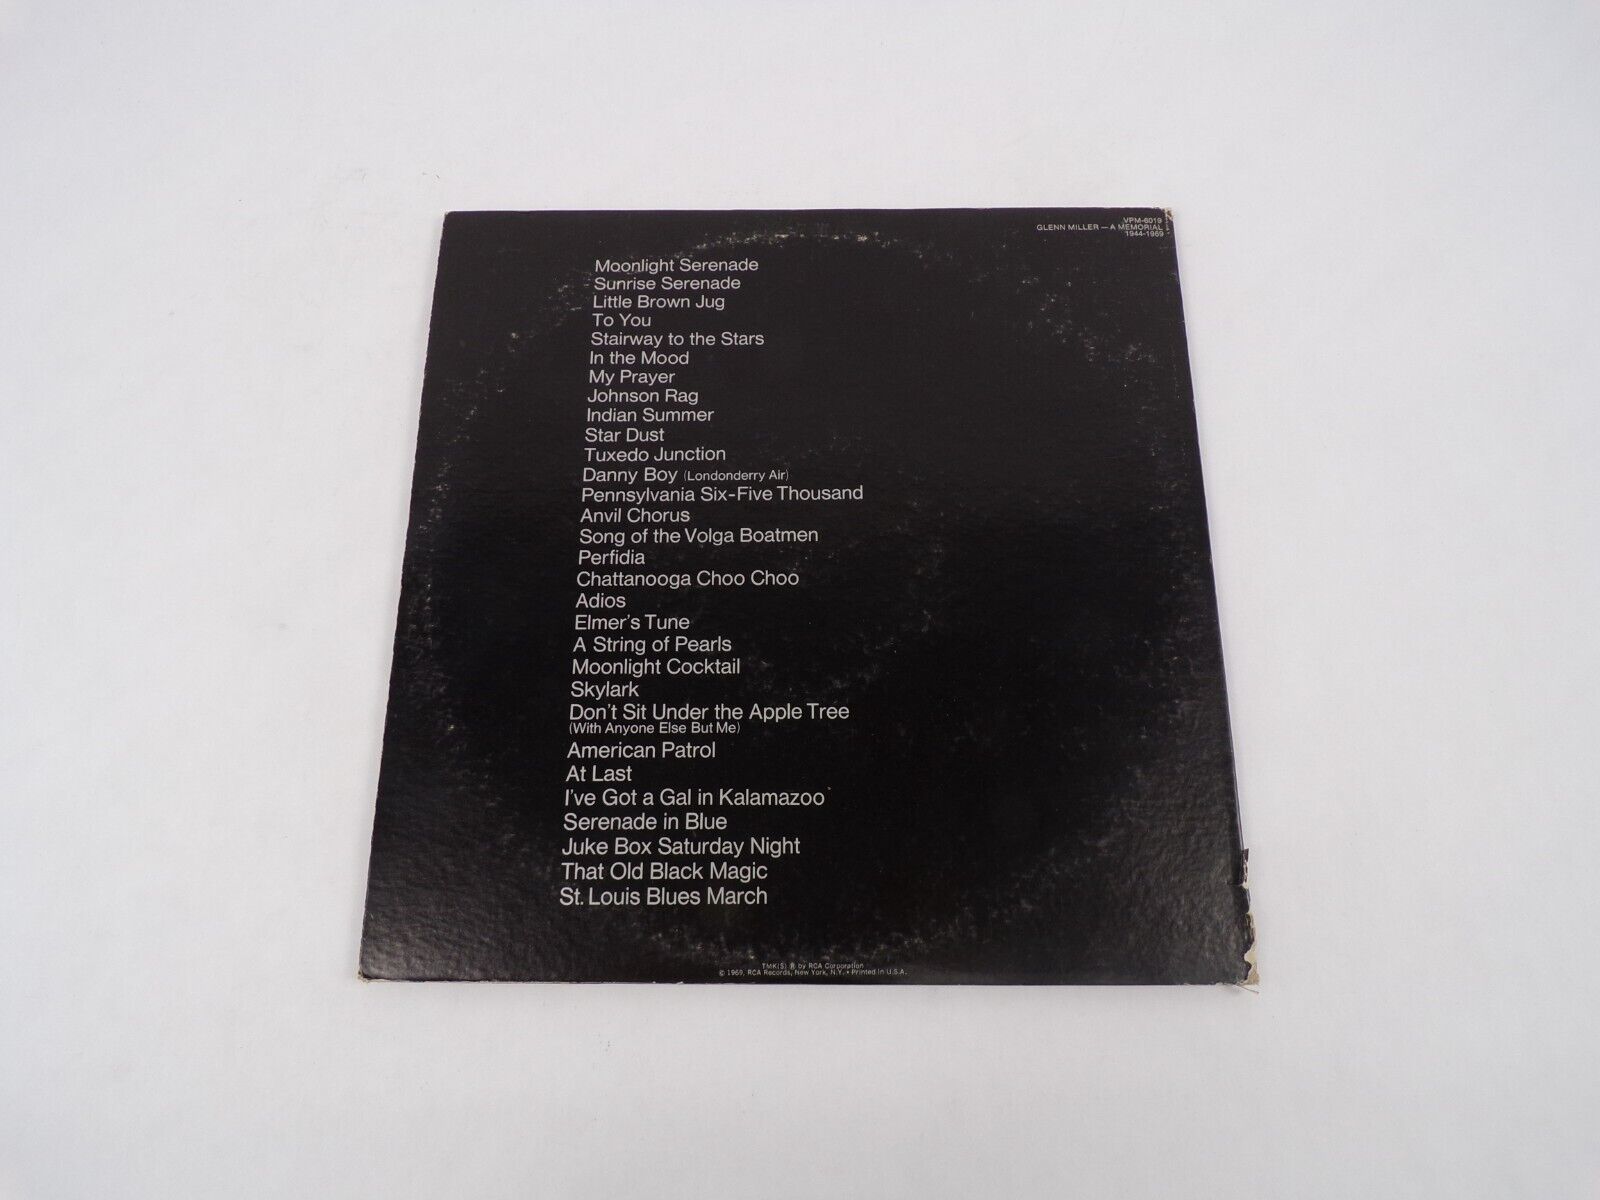 VPM-6019
GLENN MILLER — A MEMORIAL
1944-1969
Moonlight Serenade
Sunrise Serenade
Little Brown Jug
To You
Stairway to the Stars
In the Mood
My Prayer
Johnson Rag
Indian Summer
Star Dust
Tuxedo Junction
Danny Boy (Londonderry Air)
Pennsylvania Six-Five Thousand
Anvil Chorus
Song of the Volga Boatmen
Perfidia
Chattanooga Choo Choo
Adios
Elmer's Tune
A String of Pearls
Moonlight Cocktail
Skylark
Don't Sit Under the Apple Tree
(With Anyone Else But Me)
American Patrol
At Last
I've Got a Gal in Kalamazoo
Serenade in Blue
Juke Box Saturday Night
That Old Black Magic
St. Louis Blues March
TMK(S) ® by RCA Corporation
© 1969, RCA Records, New York, N.Y. • Printed in U.S.A.